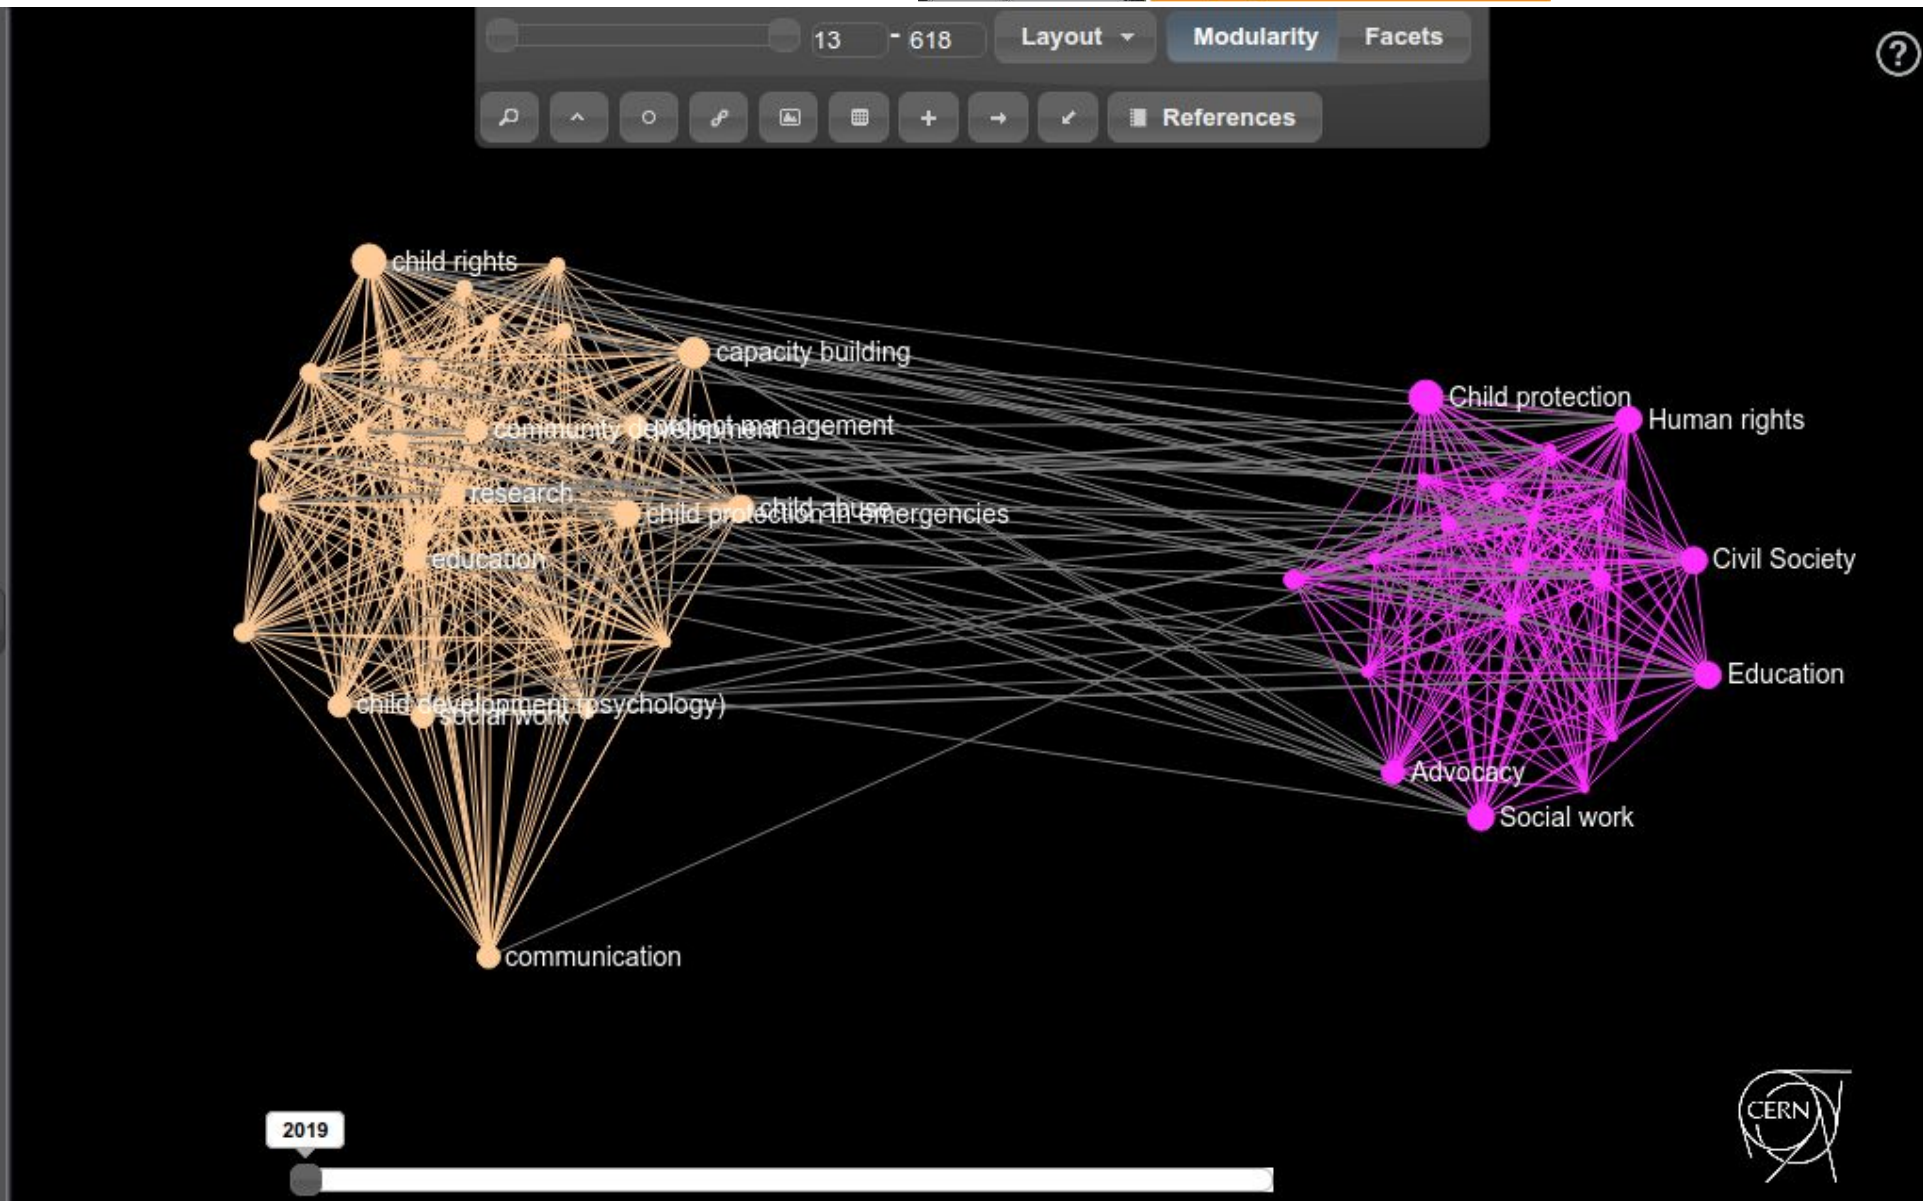 13 - 618
Layout
Modularity
Facets
?
References
child rights
capacity building
Child protection
Human rights
project management
community development
research
child abuse
child protection in emergencies
education
Civil Society
Education
child development (psychology)
social work
Advocacy
Social work
communication
CERN
2019